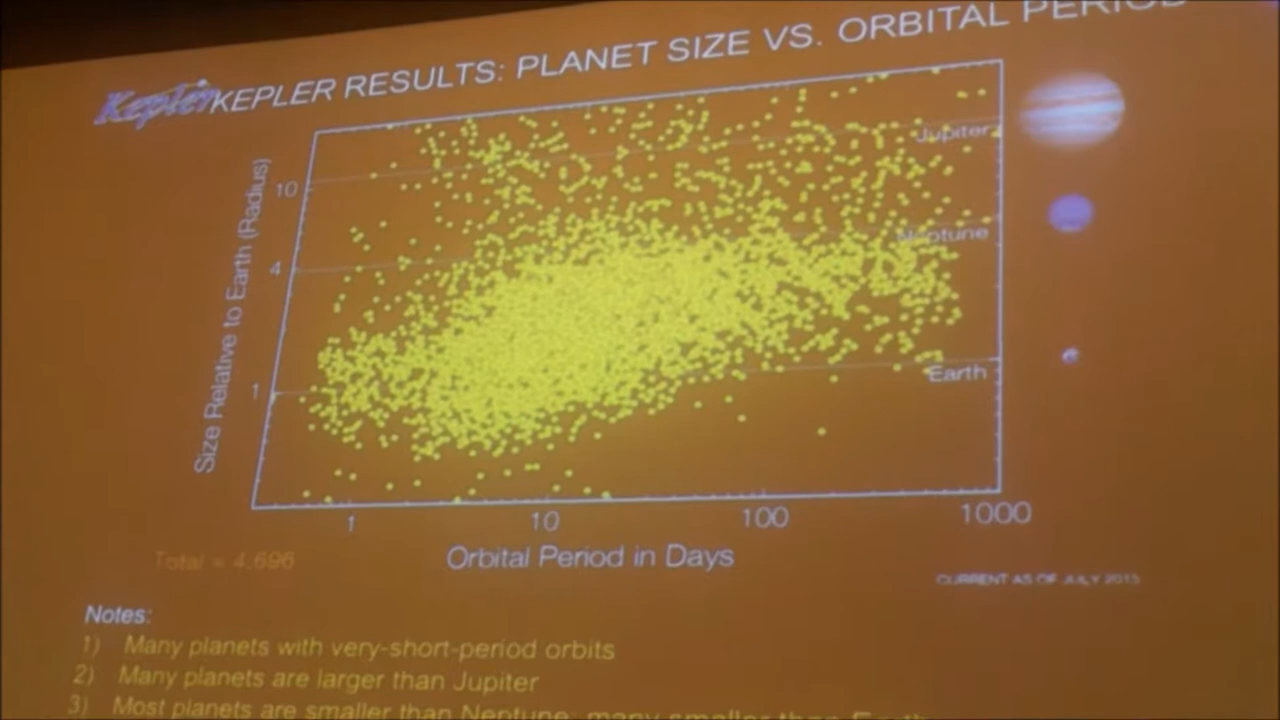 Kepler KEPLER RESULTS: PLANET SIZE VS. ORBITAL PERIOD
Size Relative to Earth (Radius)
10
4
1
Jupiter
Neptune
Earth
1 10 100 1000
Orbital Period in Days
Total = 4,696
CURRENT AS OF JULY 2015
Notes:
1) Many planets with very-short-period orbits
2) Many planets are larger than Jupiter
3) Most planets are smaller than Neptune; many smaller than Earth